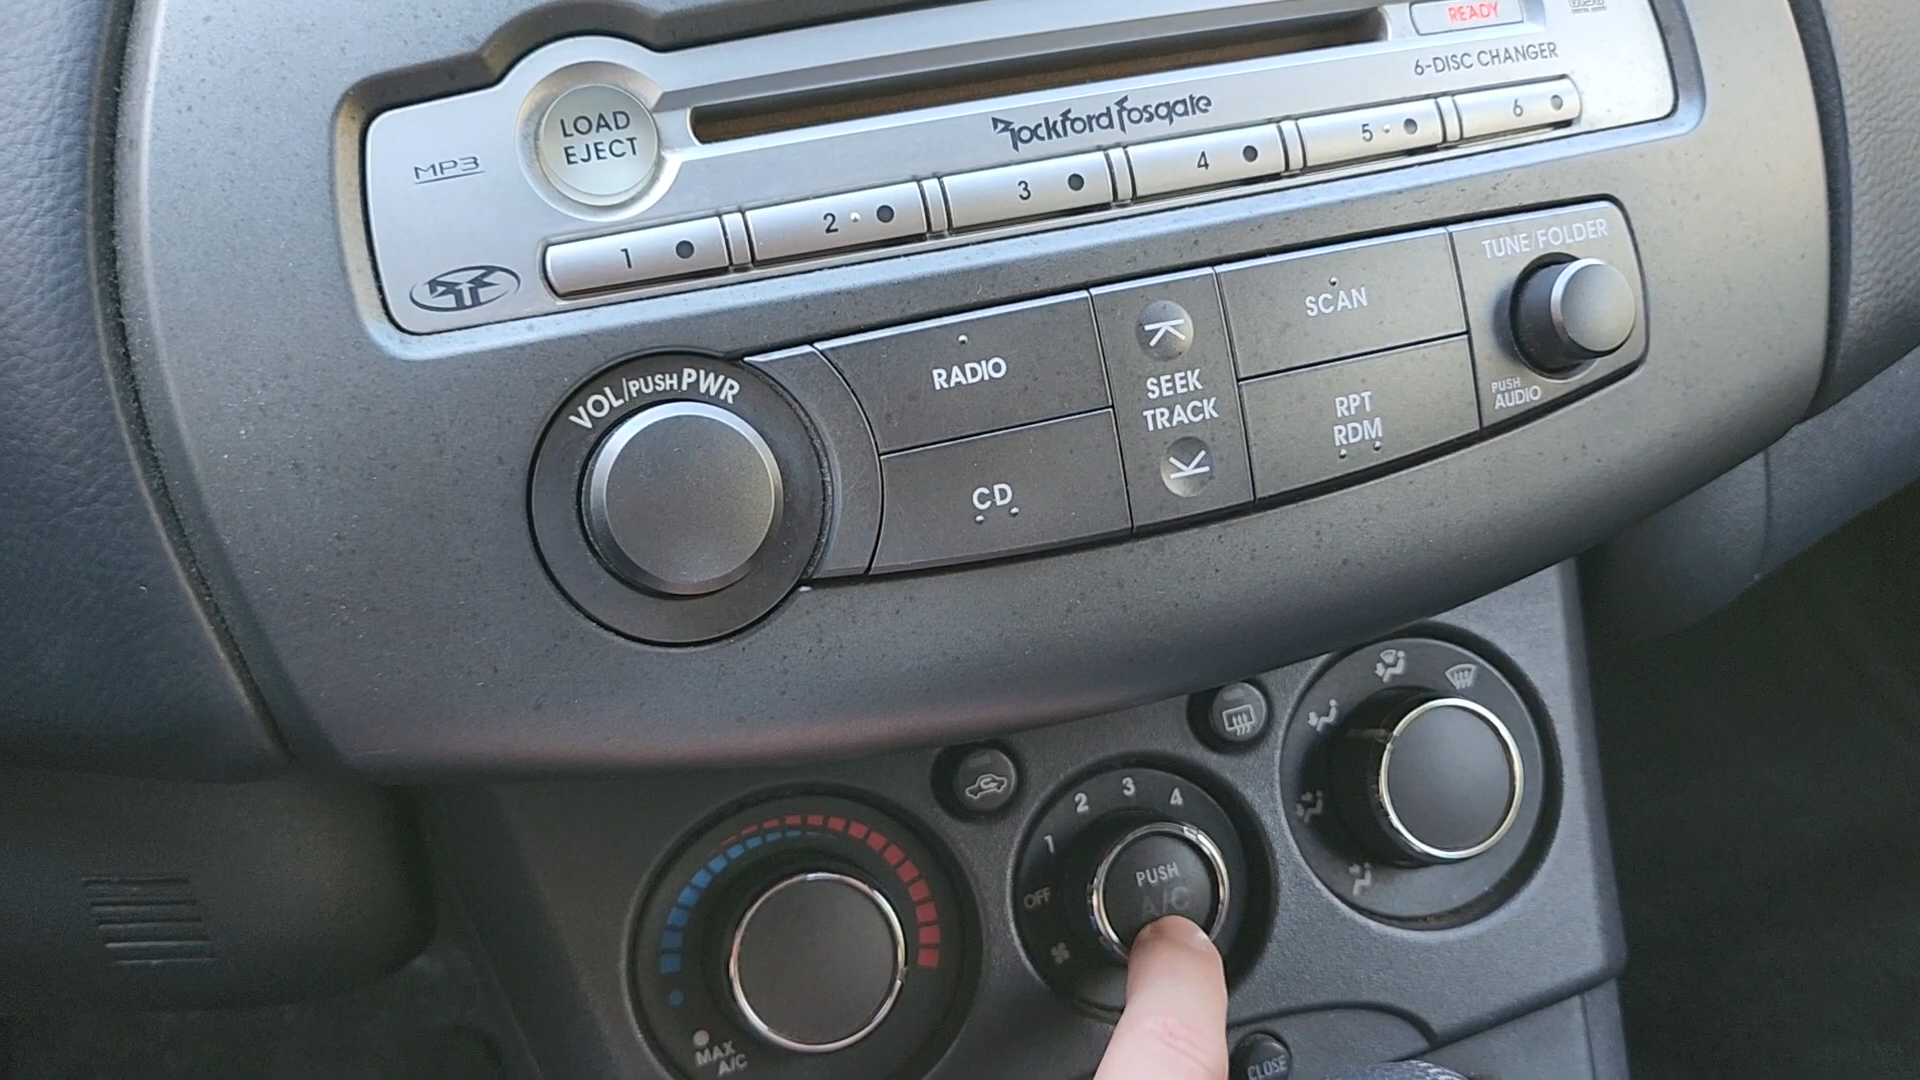 READY
6-DISC CHANGER
LOAD
EJECT
MP3
Rockford Fosgate
1
2
3
4
5
6
TUNE/FOLDER
PUSH
AUDIO
VOL/PUSH PWR
RADIO
CD
SEEK
TRACK
SCAN
RPT
RDM
OFF
1
2
3
4
PUSH
A/C
MAX
A/C
CLOSE